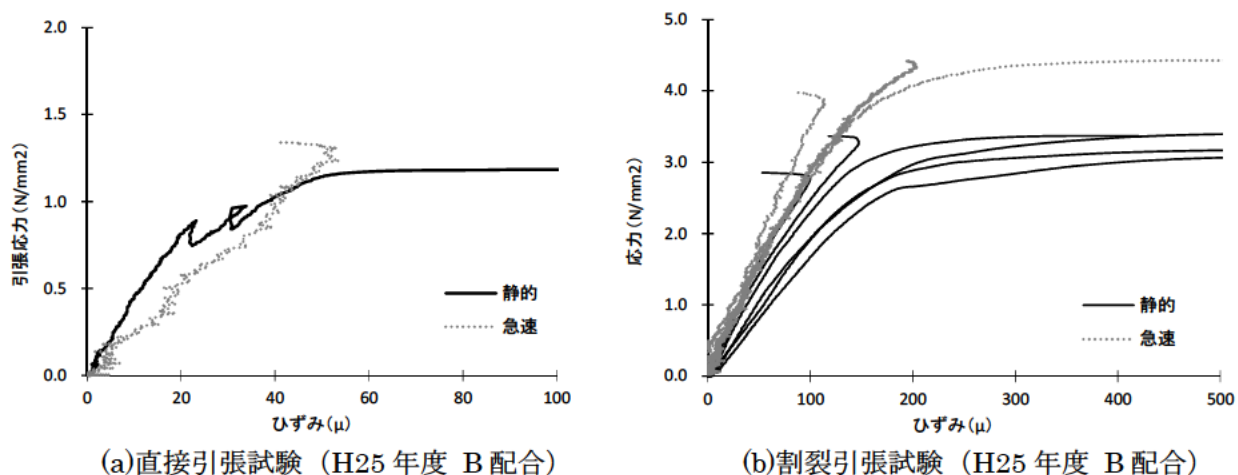 2.0
1.5
1.0
0.5
0.0
引張応力(N/mm2)
静的
急速
0 20 40 60 80 100
ひずみ(μ)
(a)直接引張試験（H25 年度 B 配合）
5.0
4.0
3.0
2.0
1.0
0.0
応力(N/mm2)
静的
急速
0 100 200 300 400 500
ひずみ(μ)
(b)割裂引張試験（H25 年度 B 配合）